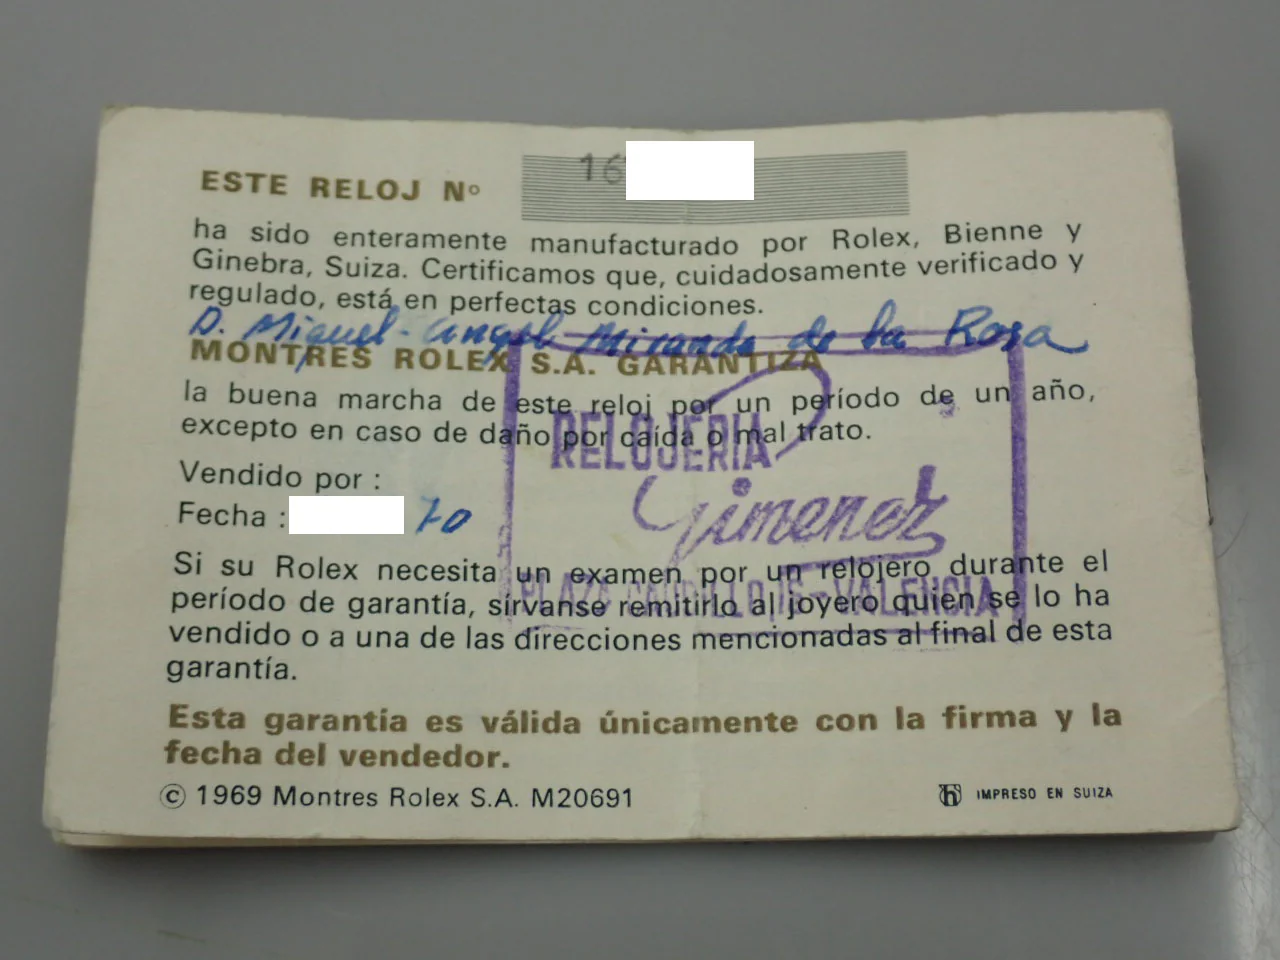 ESTE RELOJ Nº 16
ha sido enteramente manufacturado por Rolex, Bienne y
Ginebra, Suiza. Certificamos que, cuidadosamente verificado y
regulado, está en perfectas condiciones.
D. Miguel-Angel Miranda de la Rosa
MONTRES ROLEX S.A. GARANTIZA
la buena marcha de este reloj por un período de un año,
excepto en caso de daño por caída o mal trato.
RELOJERIA
Vendido por :
Gimenez
Fecha : 70
Si su Rolex necesita un examen por un relojero durante el
PLAZA CAUDILLO, 15-VALENCIA
período de garantía, sírvanse remitirlo al joyero quien se lo ha
vendido o a una de las direcciones mencionadas al final de esta
garantía.
Esta garantía es válida únicamente con la firma y la
fecha del vendedor.
© 1969 Montres Rolex S.A. M20691
IMPRESO EN SUIZA